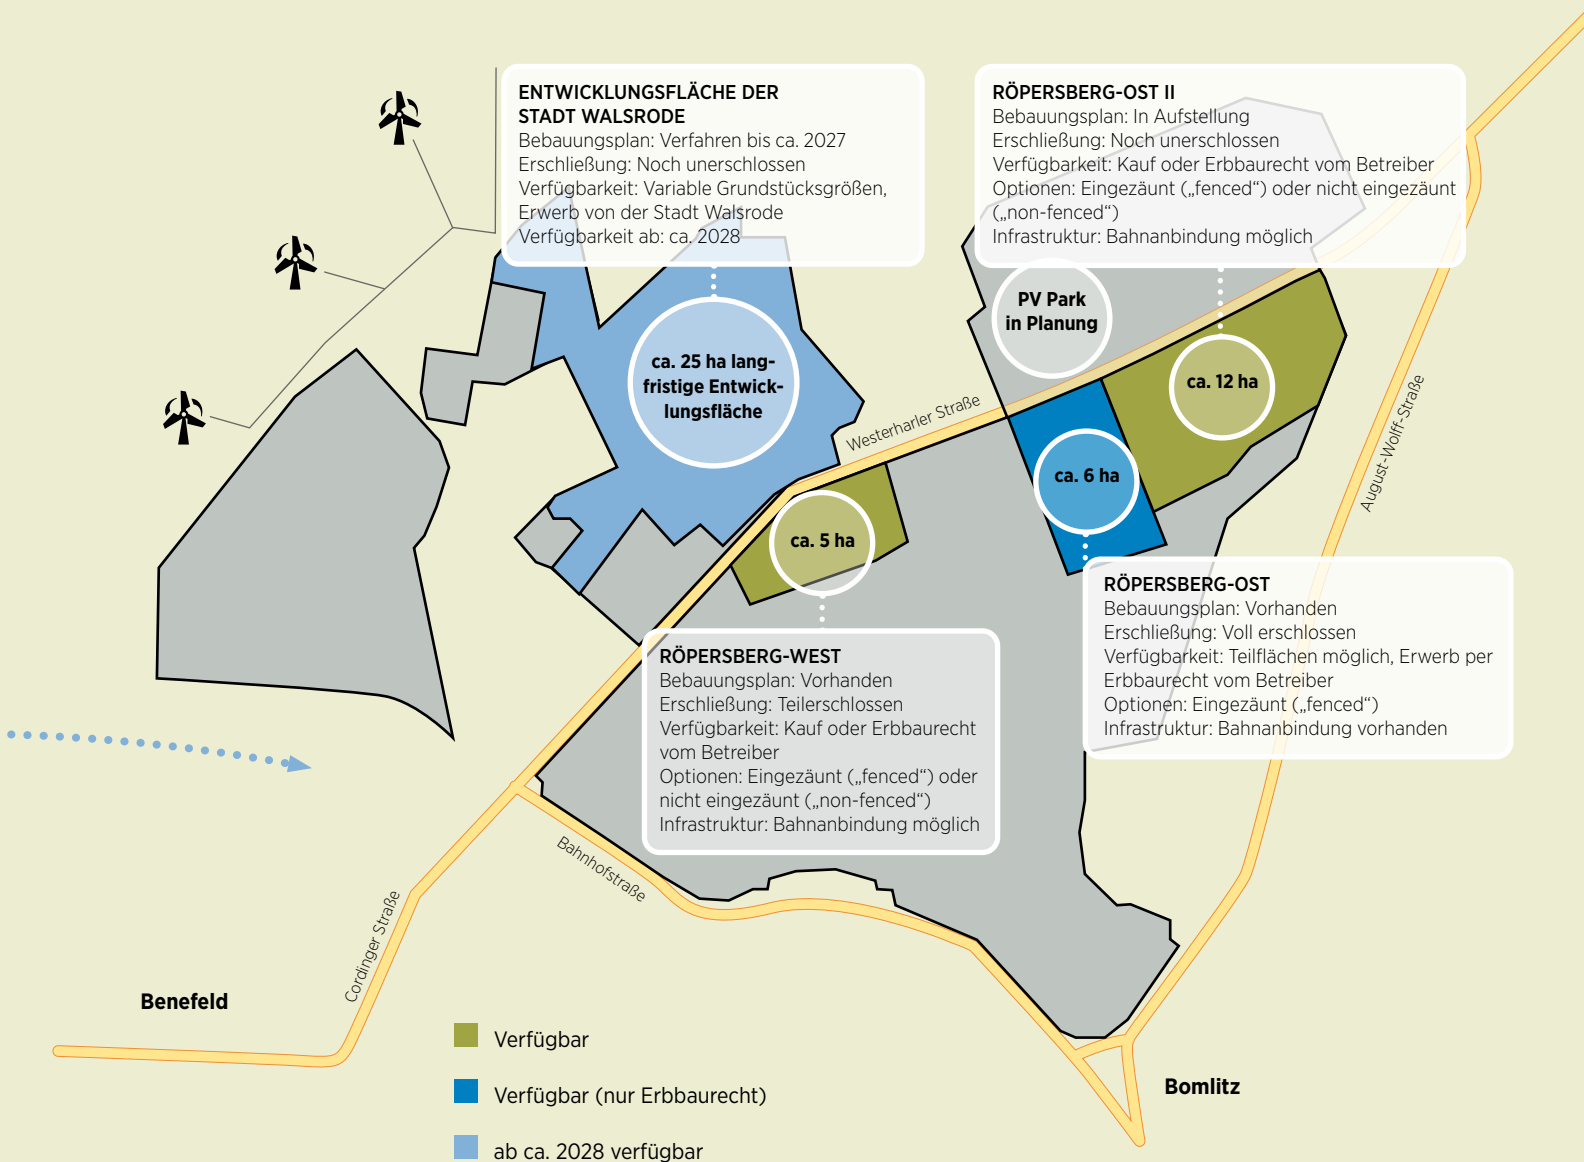 ENTWICKLUNGSFLÄCHE DER
STADT WALSRODE
Bebauungsplan: Verfahren bis ca. 2027
Erschließung: Noch unerschlossen
Verfügbarkeit: Variable Grundstücksgrößen,
Erwerb von der Stadt Walsrode
Verfügbarkeit ab: ca. 2028
RÖPERSBERG-OST II
Bebauungsplan: In Aufstellung
Erschließung: Noch unerschlossen
Verfügbarkeit: Kauf oder Erbbaurecht vom Betreiber
Optionen: Eingezäunt („fenced“) oder nicht eingezäunt
(„non-fenced“)
Infrastruktur: Bahnanbindung möglich
PV Park
in Planung
ca. 25 ha lang-
fristige Entwick-
lungsfläche
ca. 12 ha
Westerharler Straße
August-Wolff-Straße
ca. 6 ha
ca. 5 ha
RÖPERSBERG-OST
Bebauungsplan: Vorhanden
Erschließung: Voll erschlossen
Verfügbarkeit: Teilflächen möglich, Erwerb per
Erbbaurecht vom Betreiber
Optionen: Eingezäunt („fenced“)
Infrastruktur: Bahnanbindung vorhanden
RÖPERSBERG-WEST
Bebauungsplan: Vorhanden
Erschließung: Teilerschlossen
Verfügbarkeit: Kauf oder Erbbaurecht
vom Betreiber
Optionen: Eingezäunt („fenced“) oder
nicht eingezäunt („non-fenced“)
Infrastruktur: Bahnanbindung möglich
Bahnhofstraße
Cordinger Straße
Benefeld
Bomlitz
Verfügbar
Verfügbar (nur Erbbaurecht)
ab ca. 2028 verfügbar